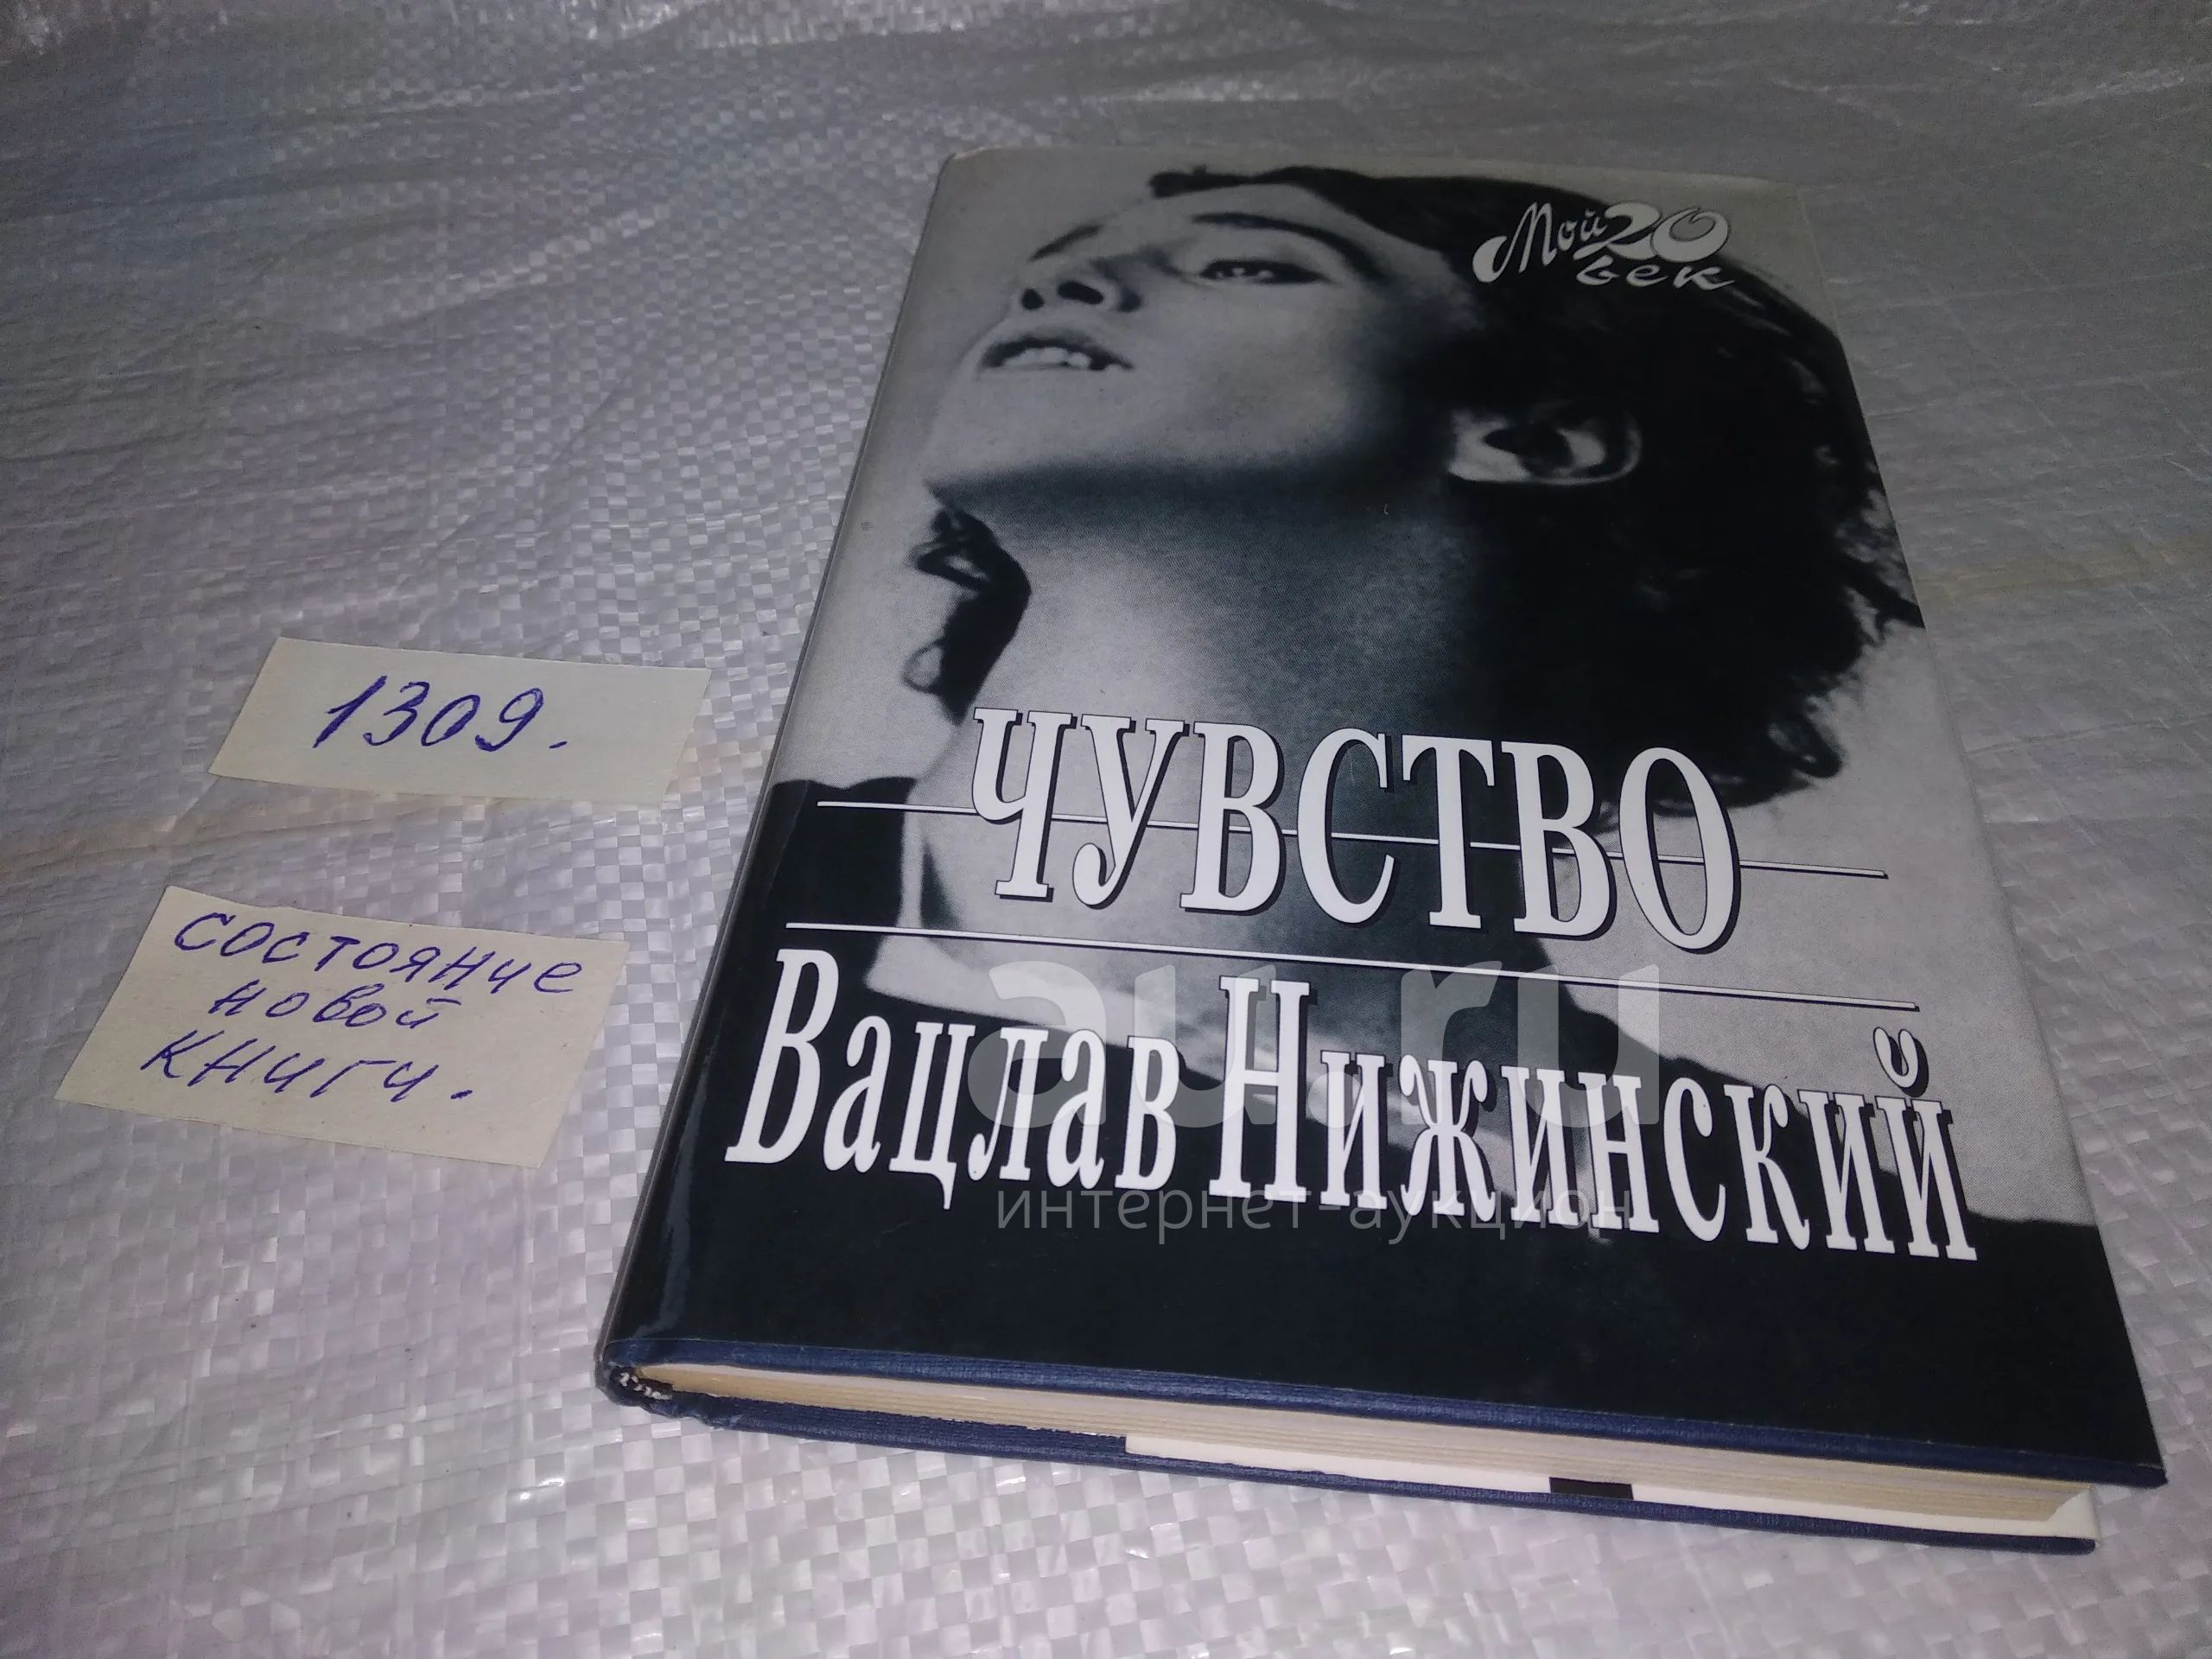 Мой 20
век
ЧУВСТВО
Вацлав Нижинский
au.ru
интернет-аукцион
1309.
состояние
новой
книги.